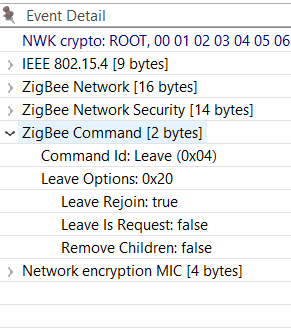 Event Detail
NWK crypto: ROOT, 00 01 02 03 04 05 06
IEEE 802.15.4 [9 bytes]
ZigBee Network [16 bytes]
ZigBee Network Security [14 bytes]
ZigBee Command [2 bytes]
Command Id: Leave (0x04)
Leave Options: 0x20
Leave Rejoin: true
Leave Is Request: false
Remove Children: false
Network encryption MIC [4 bytes]